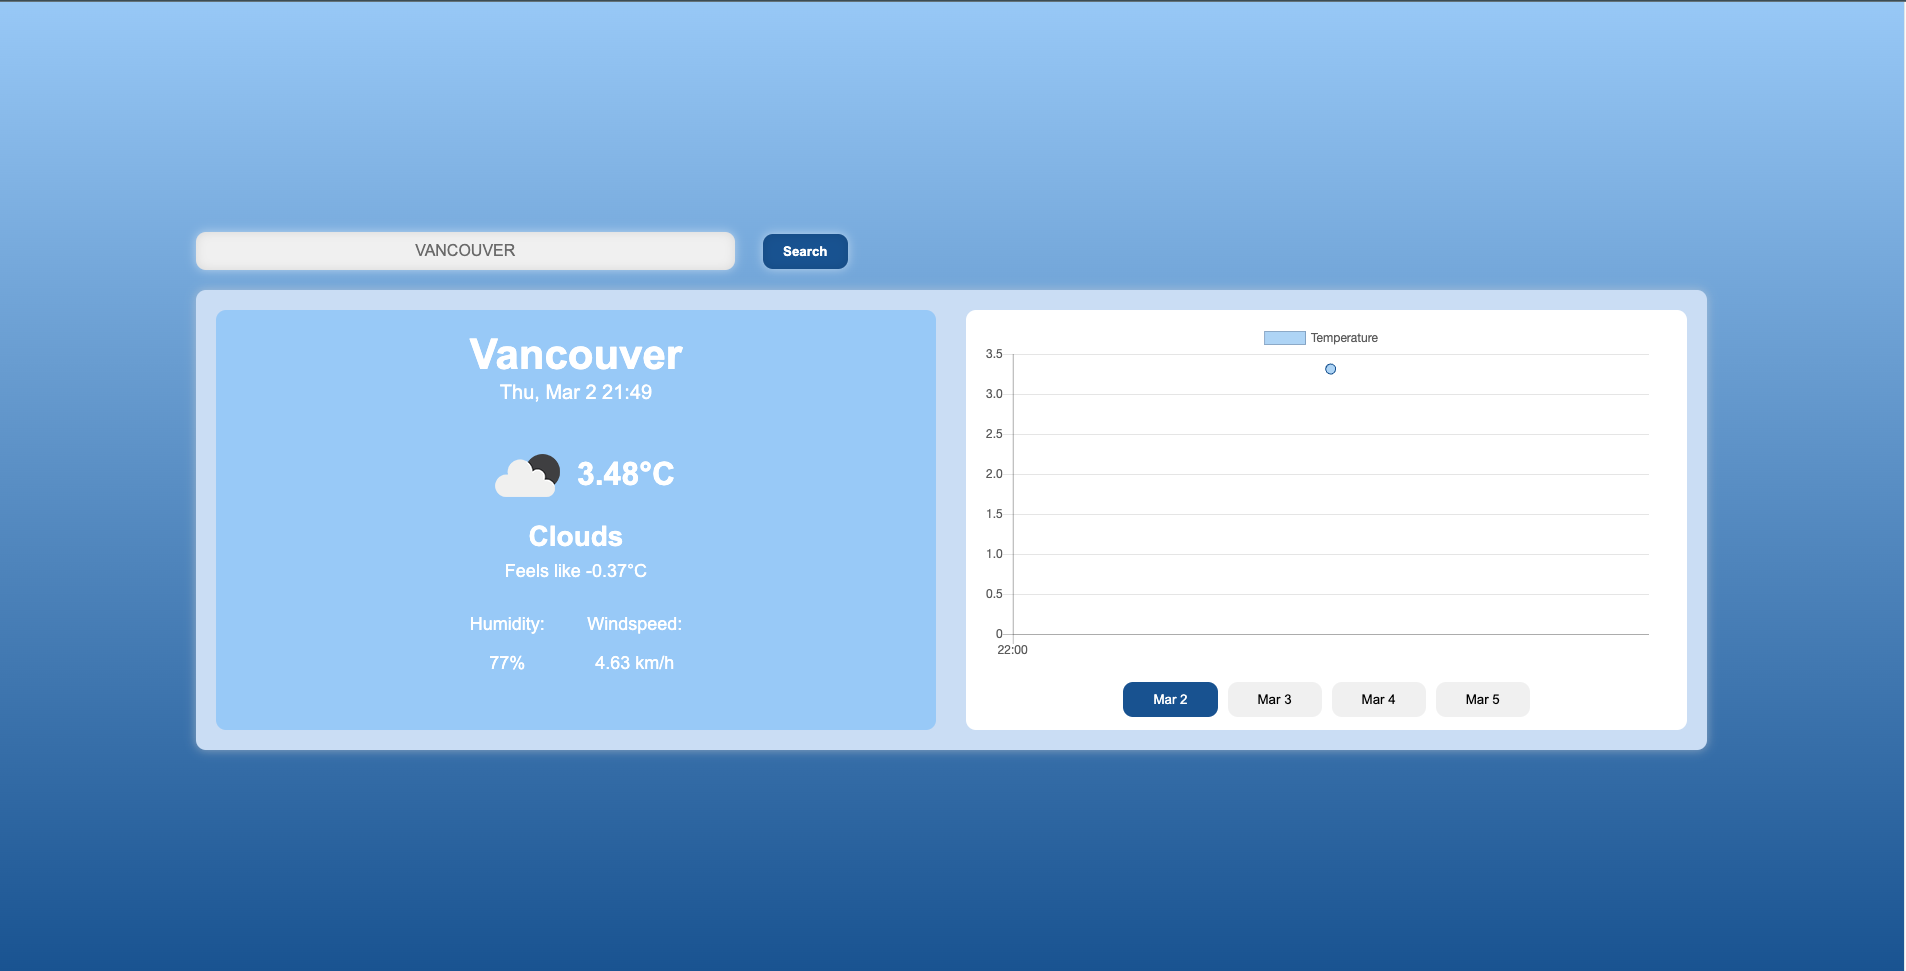 VANCOUVER
Search
Vancouver
Thu, Mar 2 21:49
3.48°C
Clouds
Feels like -0.37°C
Humidity: Windspeed:
77% 4.63 km/h
Temperature
3.5
3.0
2.5
2.0
1.5
1.0
0.5
0
22:00
Mar 2 Mar 3 Mar 4 Mar 5